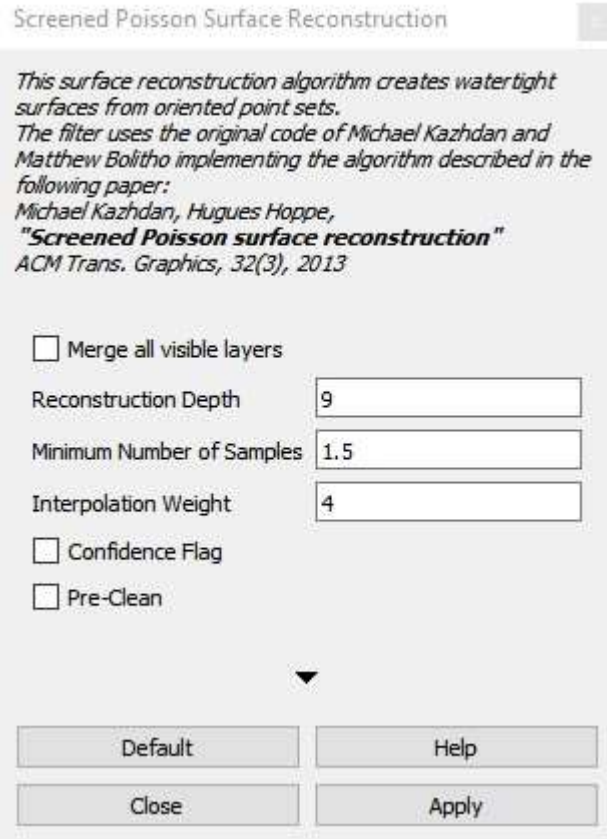 Screened Poisson Surface Reconstruction
This surface reconstruction algorithm creates watertight
surfaces from oriented point sets.
The filter uses the original code of Michael Kazhdan and
Matthew Bolitho implementing the algorithm described in the
following paper:
Michael Kazhdan, Hugues Hoppe,
"Screened Poisson surface reconstruction"
ACM Trans. Graphics, 32(3), 2013
Merge all visible layers
Reconstruction Depth 9
Minimum Number of Samples 1.5
Interpolation Weight 4
Confidence Flag
Pre-Clean
Default Help
Close Apply